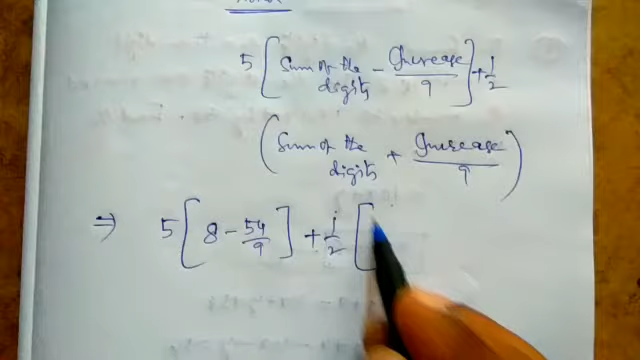 5 [ Sum of the digits - Increase/9 ] + 1/2
( Sum of the digits + Increase/9 )
⇒ 5 [ 8 - 54/9 ] + 1/2 [